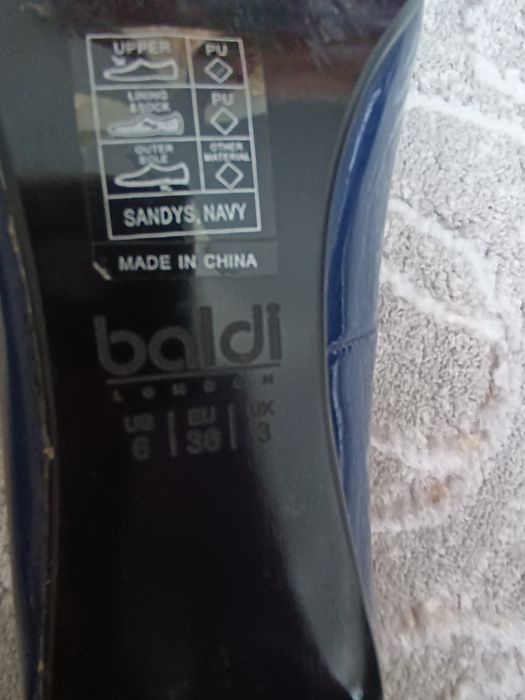 UPPER PU
LINING & SOCK PU
OUTER SOLE OTHER MATERIAL
SANDYS, NAVY
MADE IN CHINA
baldi
LONDON
US EU UK
6 36 3